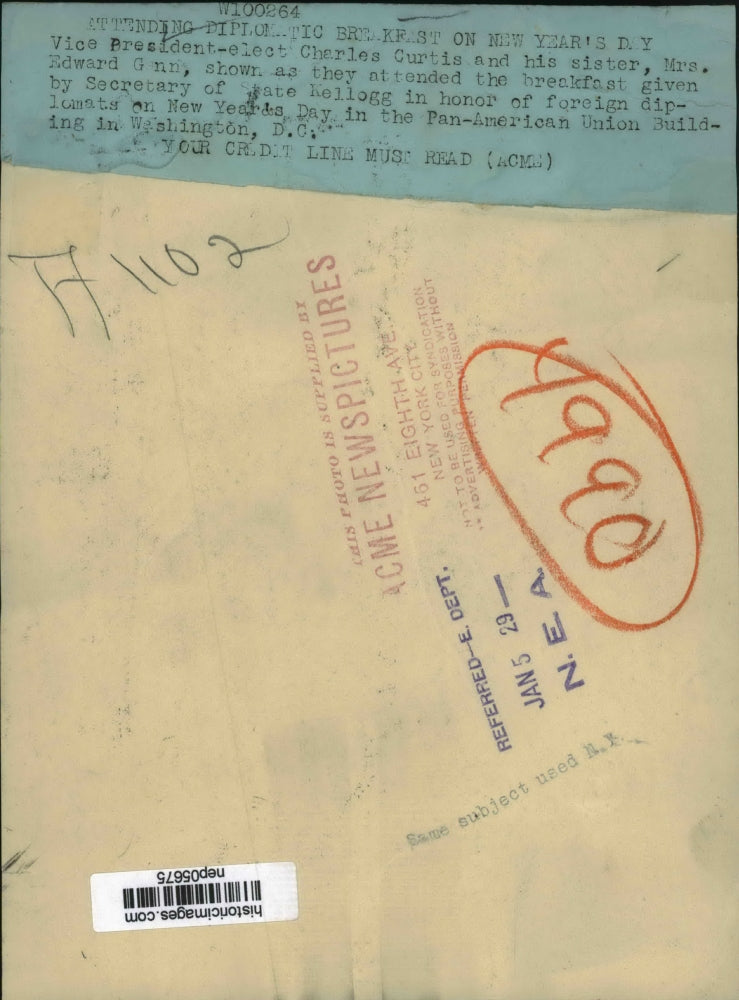 W100264
ATTENDING DIPLOMATIC BREAKFAST ON NEW YEAR'S DAY
Vice President-elect Charles Curtis and his sister, Mrs.
Edward Gann, shown as they attended the breakfast given
by Secretary of State Kellogg in honor of foreign dip-
lomats on New Year's Day in the Pan-American Union Build-
ing in Washington, D.C.
YOUR CREDIT LINE MUST READ (ACME)
A 1102
THIS PHOTO IS SUPPLIED BY
ACME NEWSPICTURES
461 EIGHTH AVE.
NEW YORK CITY
NOT TO BE USED FOR SYNDICATION
IN ADVERTISING PURPOSES WITHOUT
WRITTEN PERMISSION
4990
REFERRED-E. DEPT.
JAN 5 29
N. E. A.
Same subject used N.Y.
historicimages.com
nep05675